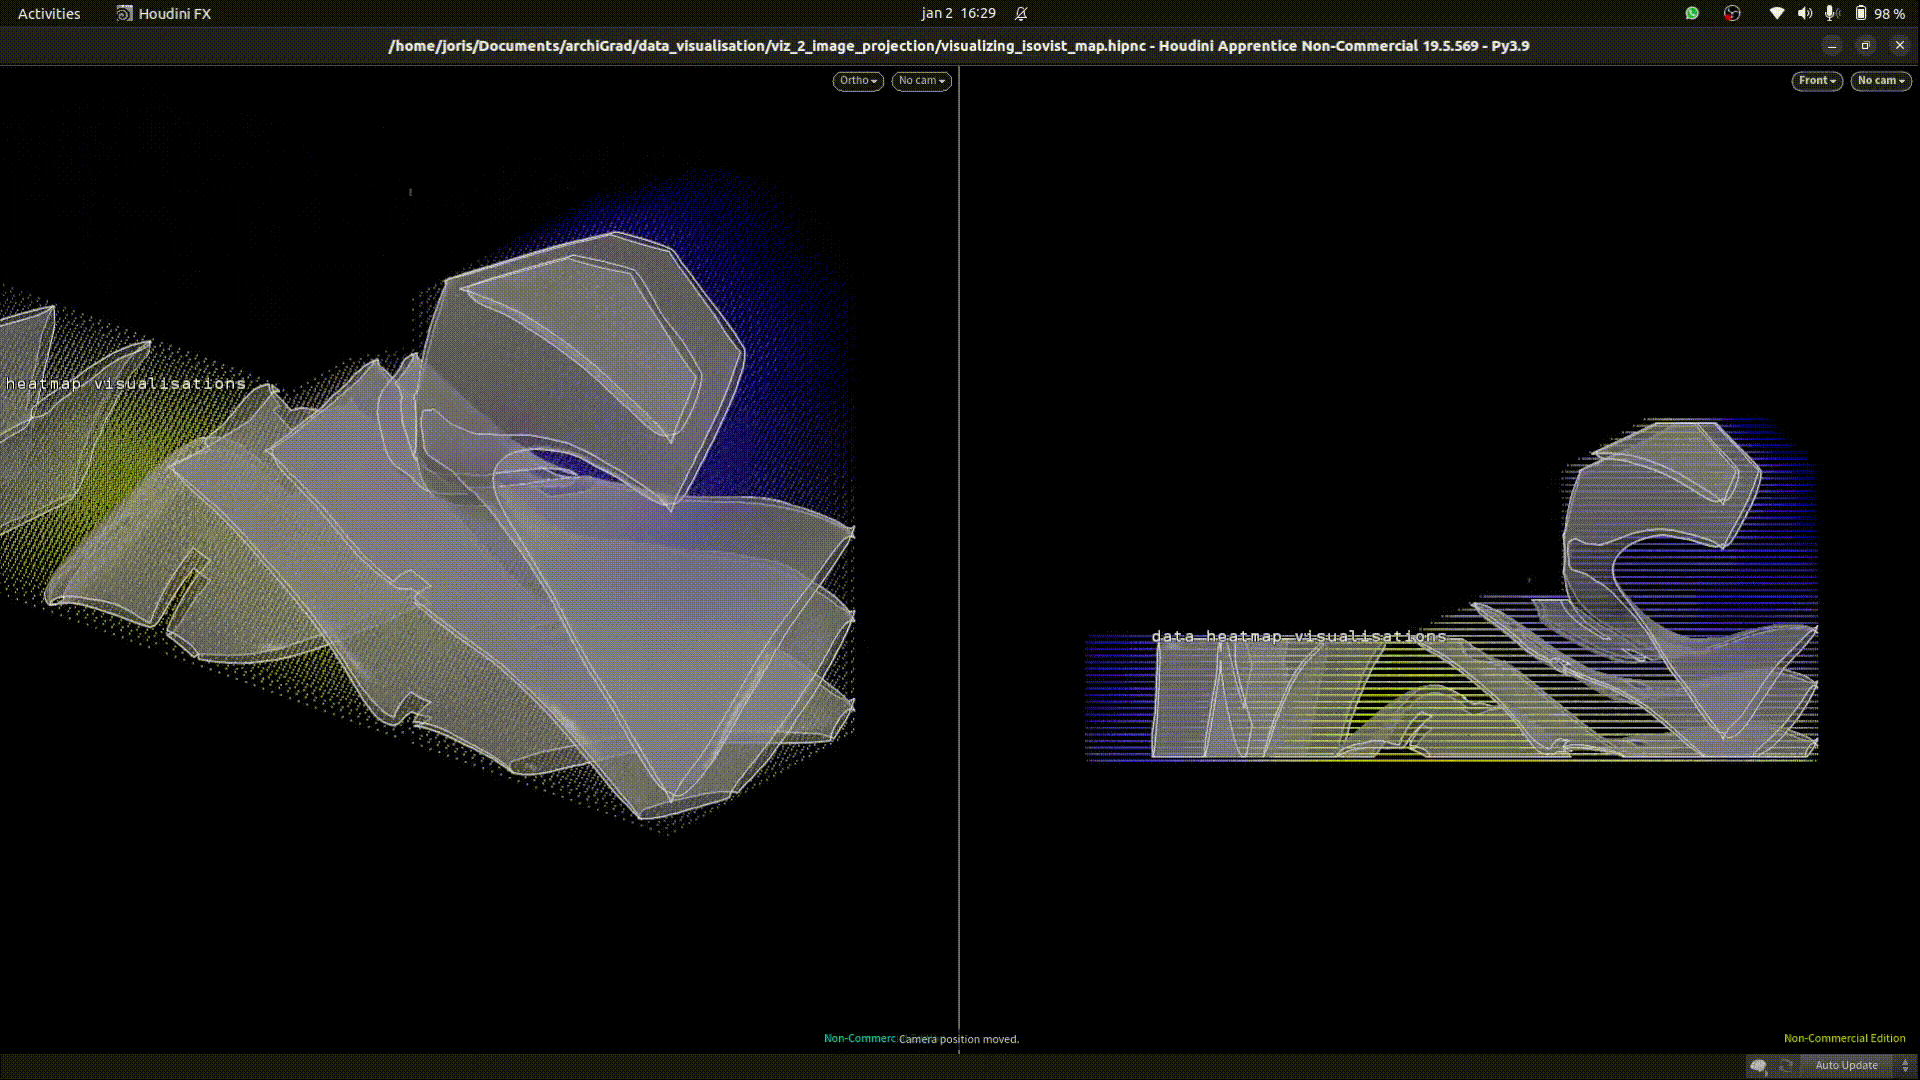 Activities
Houdini FX
jan 2 16:29
98 %
/home/joris/Documents/archiGrad/data_visualisation/viz_2_image_projection/visualizing_isovist_map.hipnc - Houdini Apprentice Non-Commercial 19.5.569 - Py3.9
Ortho
No cam
Front
No cam
heatmap visualisations
data heatmap visualisations
Non-Commerc
Camera position moved.
Non-Commercial Edition
Auto Update